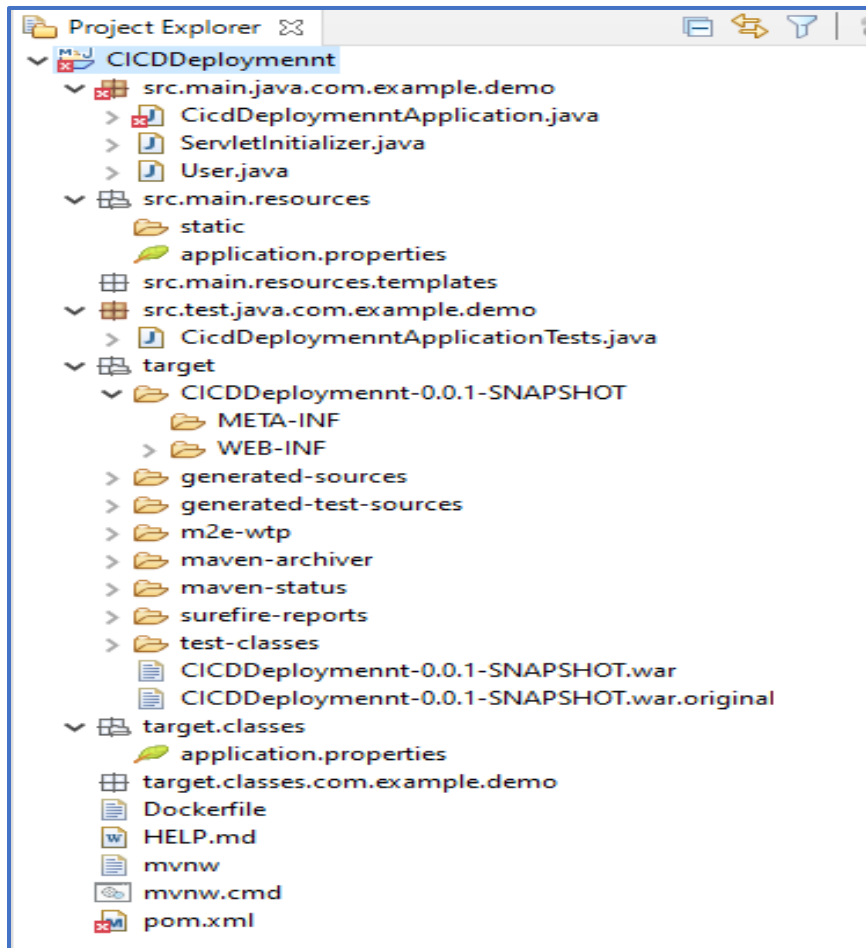 Project Explorer
CICDDeploymennt
src.main.java.com.example.demo
CicdDeploymenntApplication.java
ServletInitializer.java
User.java
src.main.resources
static
application.properties
src.main.resources.templates
src.test.java.com.example.demo
CicdDeploymenntApplicationTests.java
target
CICDDeploymennt-0.0.1-SNAPSHOT
META-INF
WEB-INF
generated-sources
generated-test-sources
m2e-wtp
maven-archiver
maven-status
surefire-reports
test-classes
CICDDeploymennt-0.0.1-SNAPSHOT.war
CICDDeploymennt-0.0.1-SNAPSHOT.war.original
target.classes
application.properties
target.classes.com.example.demo
Dockerfile
HELP.md
mvnw
mvnw.cmd
pom.xml